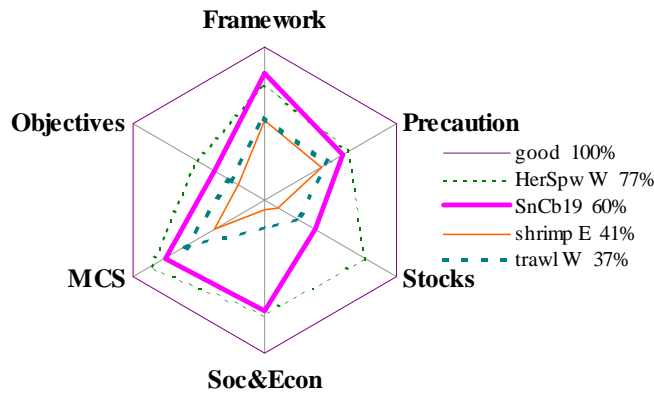 Framework
Objectives
Precaution
good 100%
HerSpw W 77%
SnCb19 60%
shrimp E 41%
trawl W 37%
MCS
Stocks
Soc&Econ